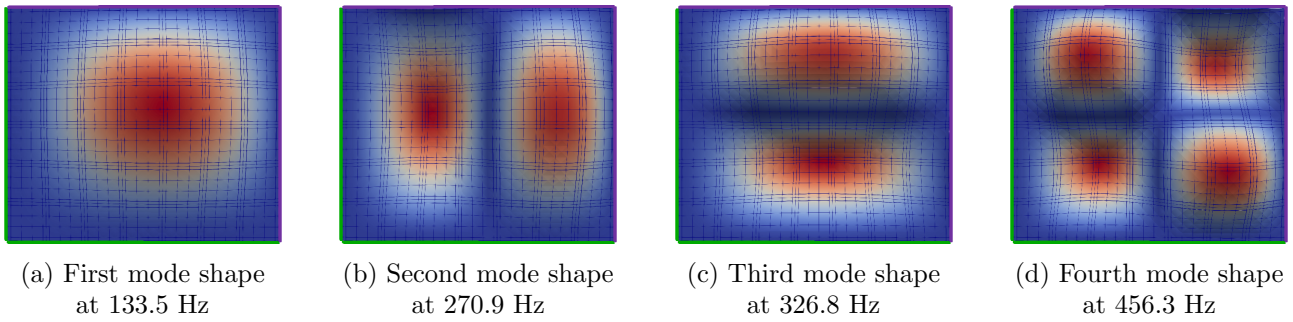 (a) First mode shape
at 133.5 Hz
(b) Second mode shape
at 270.9 Hz
(c) Third mode shape
at 326.8 Hz
(d) Fourth mode shape
at 456.3 Hz